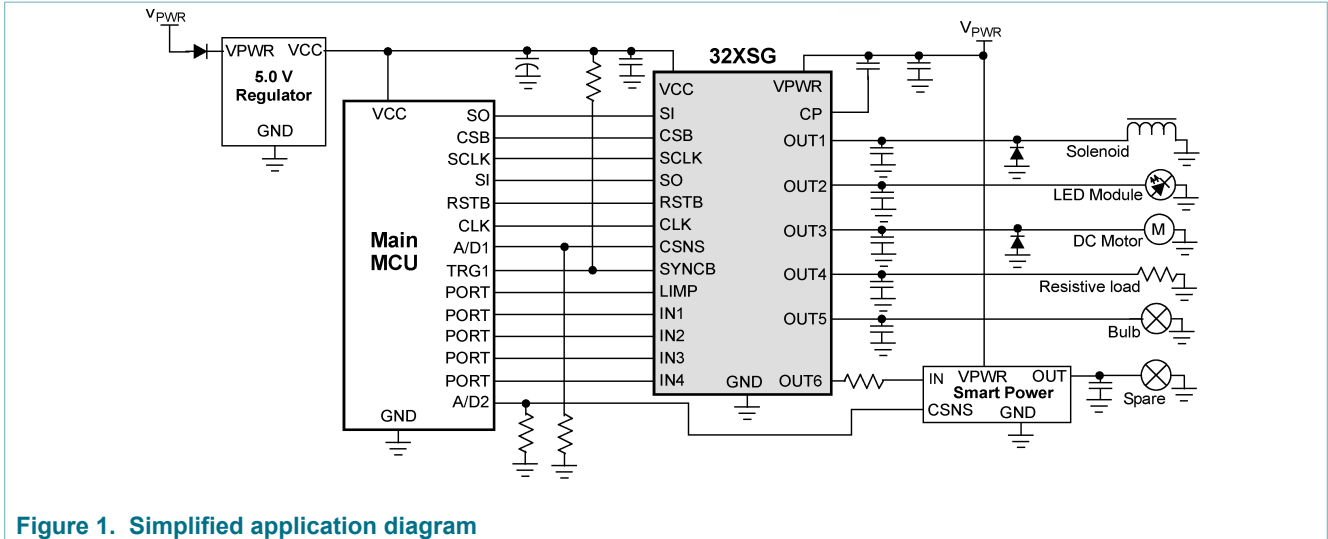 VPWR
VPWR VCC
5.0 V
Regulator
GND
VCC
SO
CSB
SCLK
SI
RSTB
CLK
A/D1
TRG1
PORT
PORT
PORT
PORT
PORT
A/D2
Main
MCU
GND
32XSG
VCC
SI
CSB
SCLK
SO
RSTB
CLK
CSNS
SYNCB
LIMP
IN1
IN2
IN3
IN4
GND
VPWR
CP
OUT1
OUT2
OUT3
OUT4
OUT5
OUT6
VPWR
Solenoid
LED Module
M
DC Motor
Resistive load
Bulb
IN VPWR OUT
Smart Power
CSNS GND
Spare
Figure 1. Simplified application diagram